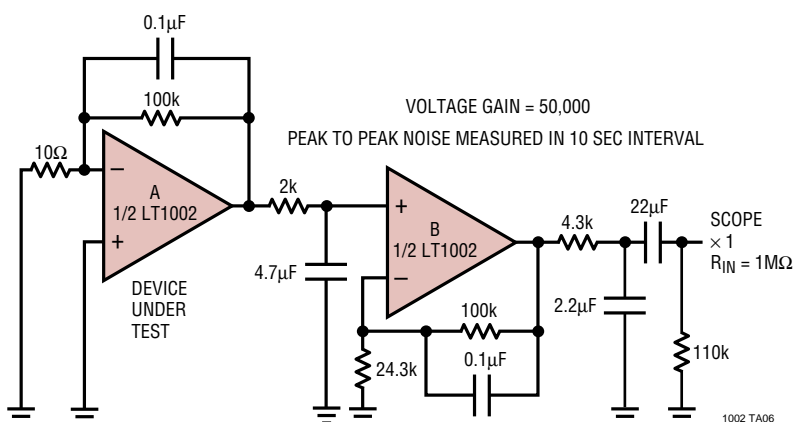 0.1µF
100k
VOLTAGE GAIN = 50,000
PEAK TO PEAK NOISE MEASURED IN 10 SEC INTERVAL
10Ω
−
A
1/2 LT1002
+
DEVICE
UNDER
TEST
2k
4.7µF
+
B
1/2 LT1002
−
4.3k
22µF
SCOPE
× 1
RIN = 1MΩ
2.2µF
100k
24.3k
0.1µF
110k
1002 TA06